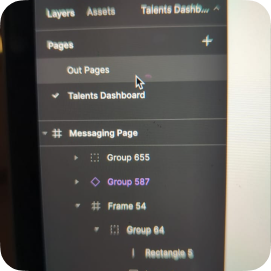 Layers Assets Talents Dashb...
Pages
Out Pages
Talents Dashboard
Messaging Page
Group 655
Group 587
Frame 54
Group 64
Rectangle 5